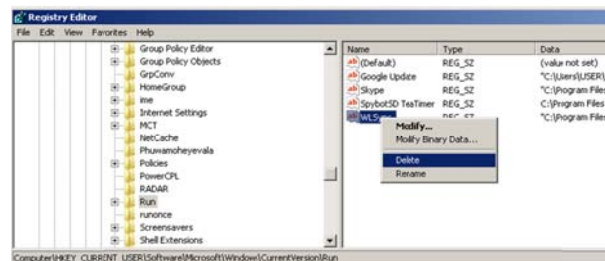 Registry Editor
File Edit View Favorites Help
Group Policy Editor
Group Policy Objects
GrpConv
HomeGroup
ime
Internet Settings
MCT
NetCache
Phuwamoheyevala
Policies
PowerCPL
RADAR
Run
runonce
Screensavers
Shell Extensions
Name Type Data
(Default) REG_SZ (value not set)
Google Update REG_SZ "C:\Users\USER\
Skype REG_SZ "C:\Program Files
SpybotSD TeaTimer REG_SZ C:\Program Files
WLSync REG_SZ "C:\Program Files
Modify...
Modify Binary Data...
Delete
Rename
Computer\HKEY_CURRENT_USER\Software\Microsoft\Window\CurrentVersion\Run